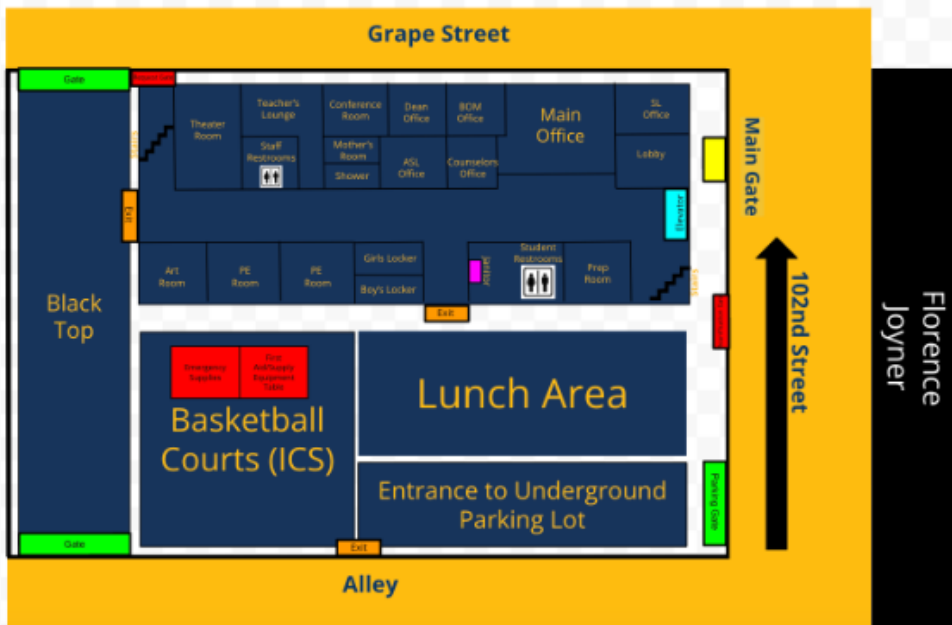 Grape Street
Gate
Theater
Room
Teacher's
Lounge
Staff
Restrooms
Conference
Room
Mother's
Room
Shower
Dean
Office
ASL
Office
BOM
Office
Counselors
Office
Main
Office
SL
Office
Lobby
Main Gate
Exit
Elevator
Art
Room
PE
Room
PE
Room
Girls Locker
Boy's Locker
Janitor
Student
Restrooms
Prep
Room
Stairs
Exit
Black
Top
102nd Street
Florence
Joyner
Emergency
Supplies
First
Aid/Supply
Equipment
Table
Basketball
Courts (ICS)
Lunch Area
Entrance to Underground
Parking Lot
Parking Gate
Gate
Exit
Alley